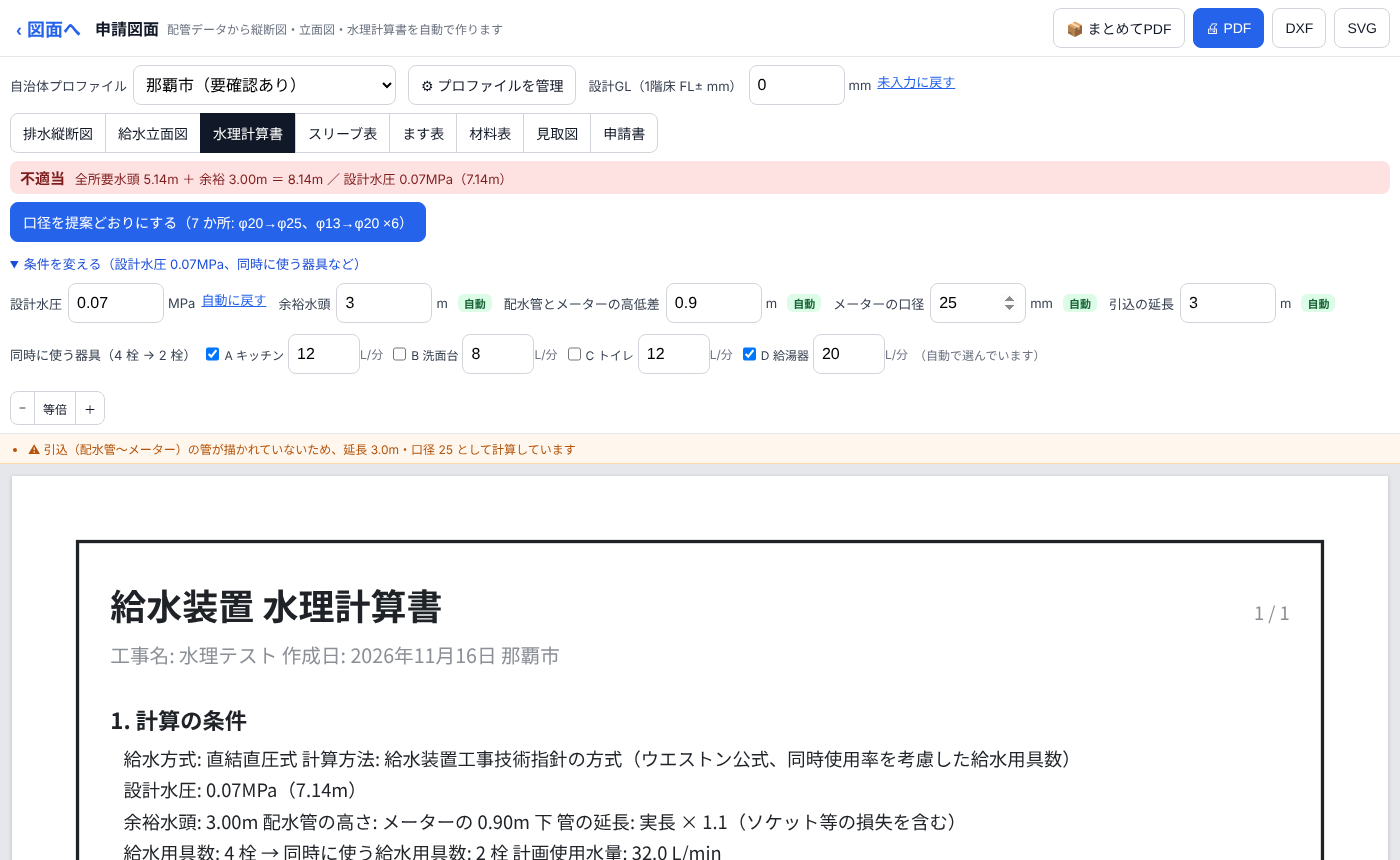 ‹ 図面へ 申請図面 配管データから縦断図・立面図・水理計算書を自動で作ります 📦 まとめてPDF 🖨 PDF DXF SVG
自治体プロファイル 那覇市（要確認あり） ⚙ プロファイルを管理 設計GL（1階床 FL± mm） 0 mm 未入力に戻す
排水縦断図 給水立面図 水理計算書 スリーブ表 ます表 材料表 見取図 申請書
不適当 全所要水頭 5.14m ＋ 余裕 3.00m ＝ 8.14m ／ 設計水圧 0.07MPa（7.14m）
口径を提案どおりにする（7 か所: φ20→φ25、φ13→φ20 ×6）
▼ 条件を変える（設計水圧 0.07MPa、同時に使う器具など）
設計水圧 0.07 MPa 自動に戻す 余裕水頭 3 m 自動 配水管とメーターの高低差 0.9 m 自動 メーターの口径 25 mm 自動 引込の延長 3 m 自動
同時に使う器具（4 栓 → 2 栓） A キッチン 12 L/分 B 洗面台 8 L/分 C トイレ 12 L/分 D 給湯器 20 L/分 （自動で選んでいます）
− 等倍 ＋
• ⚠ 引込（配水管〜メーター）の管が描かれていないため、延長 3.0m・口径 25 として計算しています
給水装置 水理計算書 1 / 1
工事名: 水理テスト 作成日: 2026年11月16日 那覇市
1. 計算の条件
給水方式: 直結直圧式 計算方法: 給水装置工事技術指針の方式（ウエストン公式、同時使用率を考慮した給水用具数）
設計水圧: 0.07MPa（7.14m）
余裕水頭: 3.00m 配水管の高さ: メーターの 0.90m 下 管の延長: 実長 × 1.1（ソケット等の損失を含む）
給水用具数: 4 栓 → 同時に使う給水用具数: 2 栓 計画使用水量: 32.0 L/min